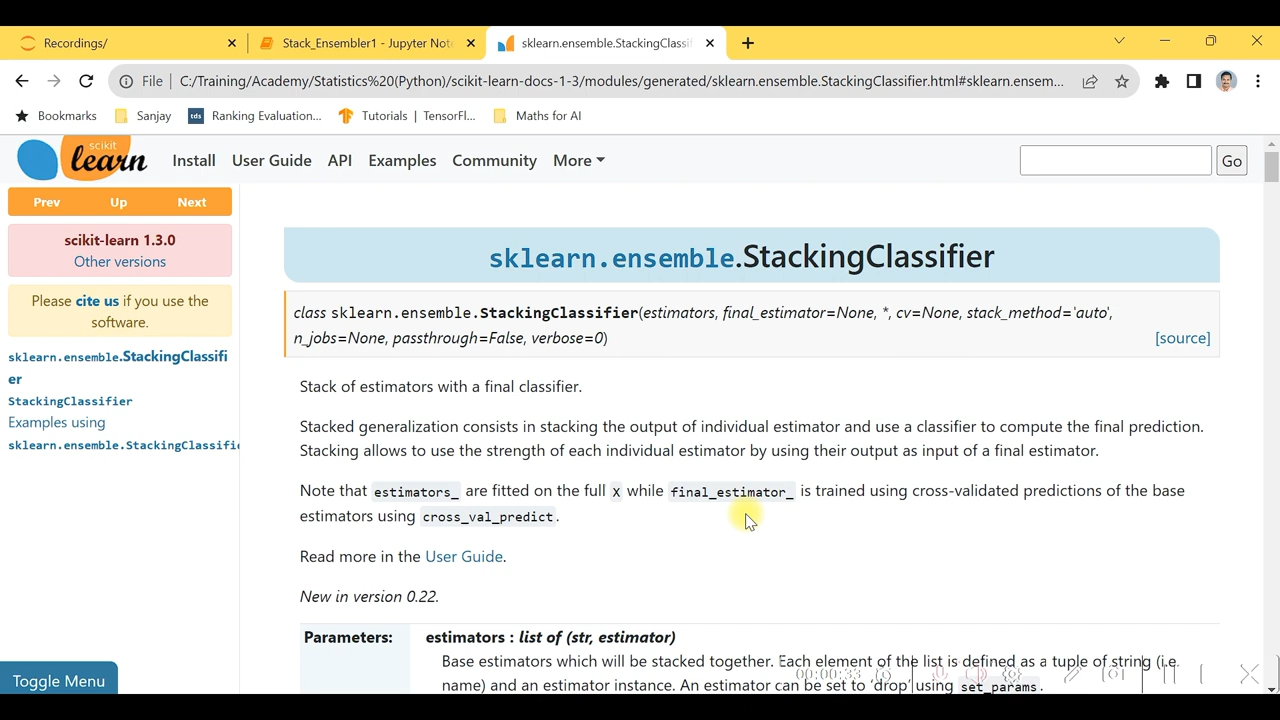 Recordings/
Stack_Ensembler1 - Jupyter Note
sklearn.ensemble.StackingClassif
File
C:/Training/Academy/Statistics%20(Python)/scikit-learn-docs-1-3/modules/generated/sklearn.ensemble.StackingClassifier.html#sklearn.ensem...
Bookmarks
Sanjay
tds
Ranking Evaluation...
Tutorials | TensorFl...
Maths for AI
scikit
learn
Install
User Guide
API
Examples
Community
More
Go
Prev
Up
Next
scikit-learn 1.3.0
Other versions
Please cite us if you use the
software.
sklearn.ensemble.StackingClassifi
er
StackingClassifier
Examples using
sklearn.ensemble.StackingClassifie
Toggle Menu
sklearn.ensemble.StackingClassifier
class sklearn.ensemble.StackingClassifier(estimators, final_estimator=None, *, cv=None, stack_method='auto',
n_jobs=None, passthrough=False, verbose=0)
[source]
Stack of estimators with a final classifier.
Stacked generalization consists in stacking the output of individual estimator and use a classifier to compute the final prediction.
Stacking allows to use the strength of each individual estimator by using their output as input of a final estimator.
Note that estimators_ are fitted on the full X while final_estimator_ is trained using cross-validated predictions of the base
estimators using cross_val_predict.
Read more in the User Guide.
New in version 0.22.
Parameters:
estimators : list of (str, estimator)
Base estimators which will be stacked together. Each element of the list is defined as a tuple of string (i.e.
name) and an estimator instance. An estimator can be set to 'drop' using set_params.
00:00:33